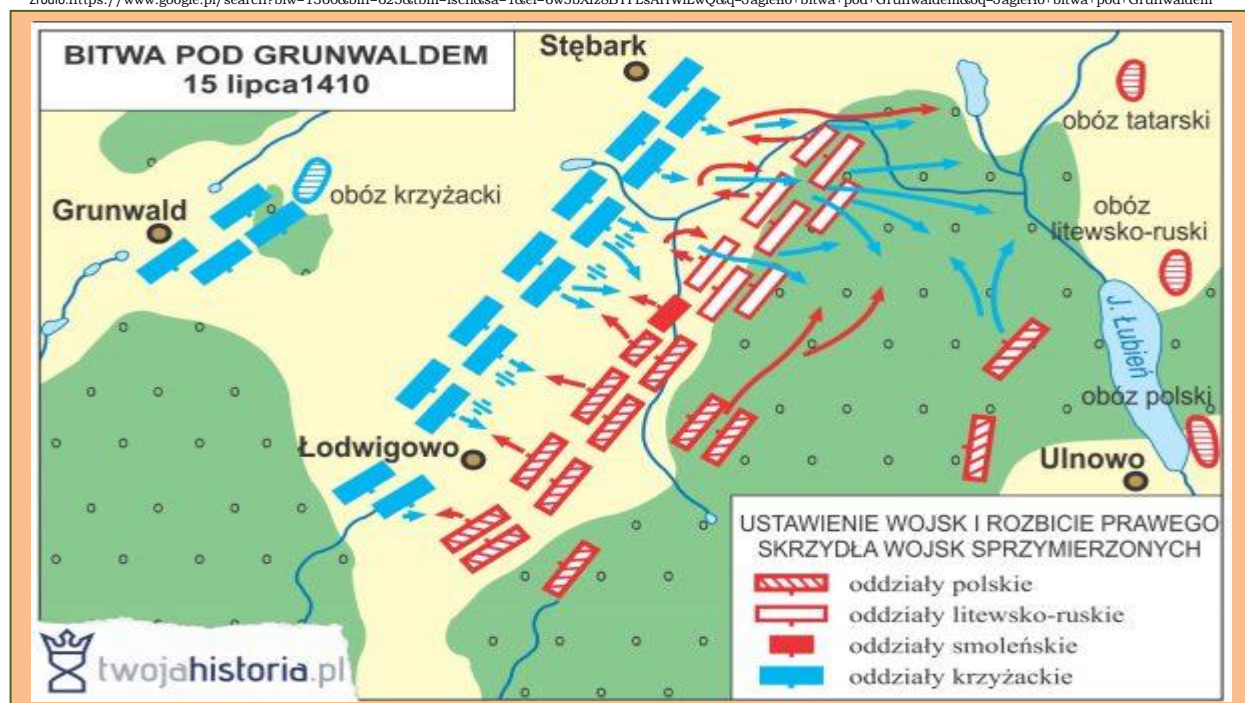 BITWA POD GRUNWALDEM
15 lipca1410
Stębark
obóz tatarski
obóz krzyżacki
Grunwald
obóz
litewsko-ruski
J. Łubień
obóz polski
Łodwigowo
Ulnowo
USTAWIENIE WOJSK I ROZBICIE PRAWEGO
SKRZYDŁA WOJSK SPRZYMIERZONYCH
oddziały polskie
oddziały litewsko-ruskie
oddziały smoleńskie
oddziały krzyżackie
twojahistoria.pl